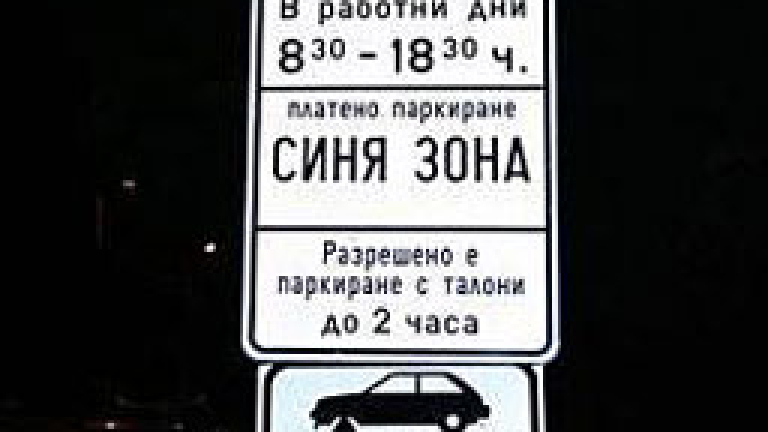 В работни дни
8³⁰ - 18³⁰ ч.
платено паркиране
СИНЯ ЗОНА
Разрешено е
паркиране с талони
до 2 часа